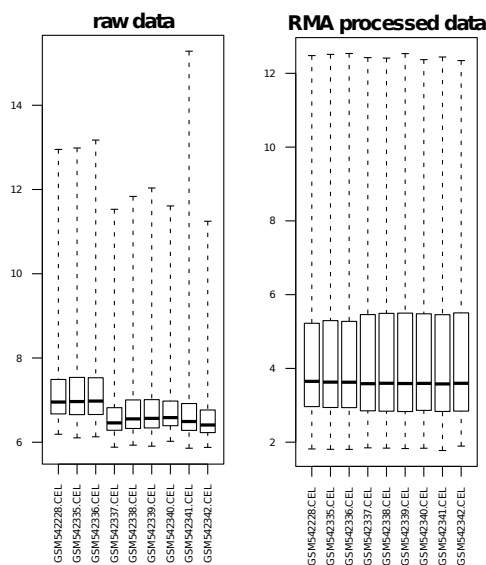 raw data
14
12
10
8
6
GSM542228.CEL
GSM542335.CEL
GSM542336.CEL
GSM542337.CEL
GSM542338.CEL
GSM542339.CEL
GSM542340.CEL
GSM542341.CEL
GSM542342.CEL
RMA processed data
12
10
8
6
4
2
GSM542228.CEL
GSM542335.CEL
GSM542336.CEL
GSM542337.CEL
GSM542338.CEL
GSM542339.CEL
GSM542340.CEL
GSM542341.CEL
GSM542342.CEL